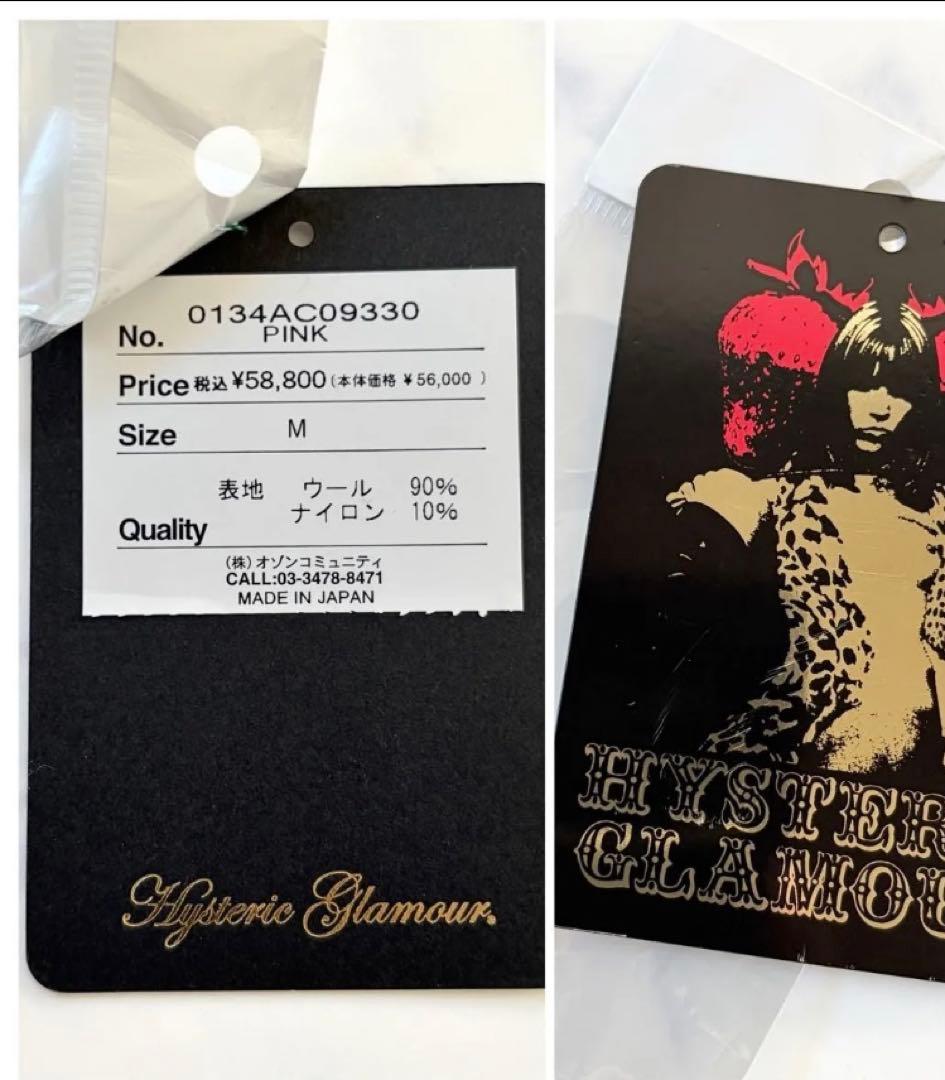 No. 0134AC09330
PINK
Price 税込 ¥58,800 (本体価格 ¥56,000 )
Size M
表地 ウール 90%
ナイロン 10%
Quality
(株)オゾンコミュニティ
CALL:03-3478-8471
MADE IN JAPAN
Hysteric Glamour.
HYSTER
GLAMOU